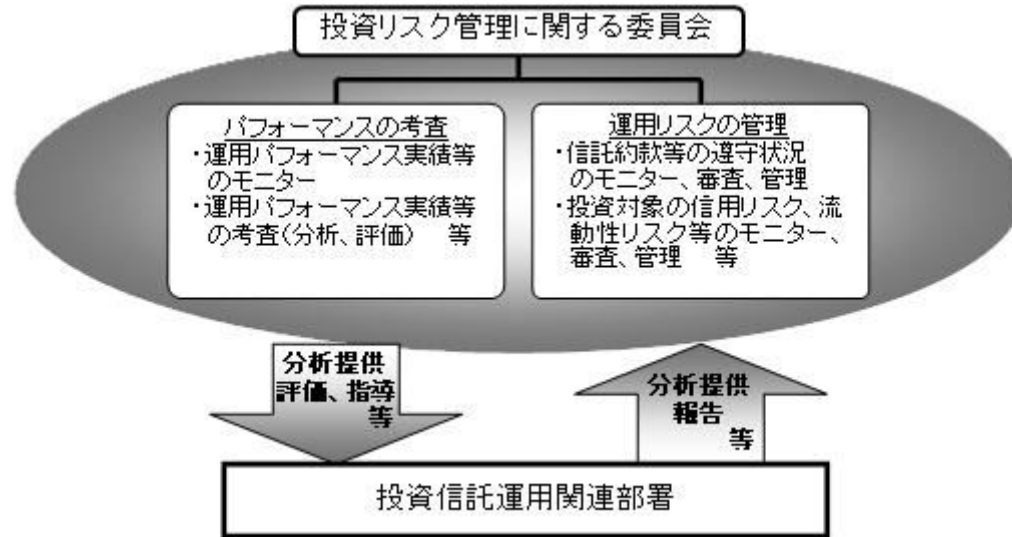 投資リスク管理に関する委員会
パフォーマンスの考査
・運用パフォーマンス実績等
のモニター
・運用パフォーマンス実績等
の考査(分析、評価) 等
運用リスクの管理
・信託約款等の遵守状況
のモニター、審査、管理
・投資対象の信用リスク、流
動性リスク等のモニター、
審査、管理 等
分析提供
評価、指導
等
分析提供
報告
等
投資信託運用関連部署